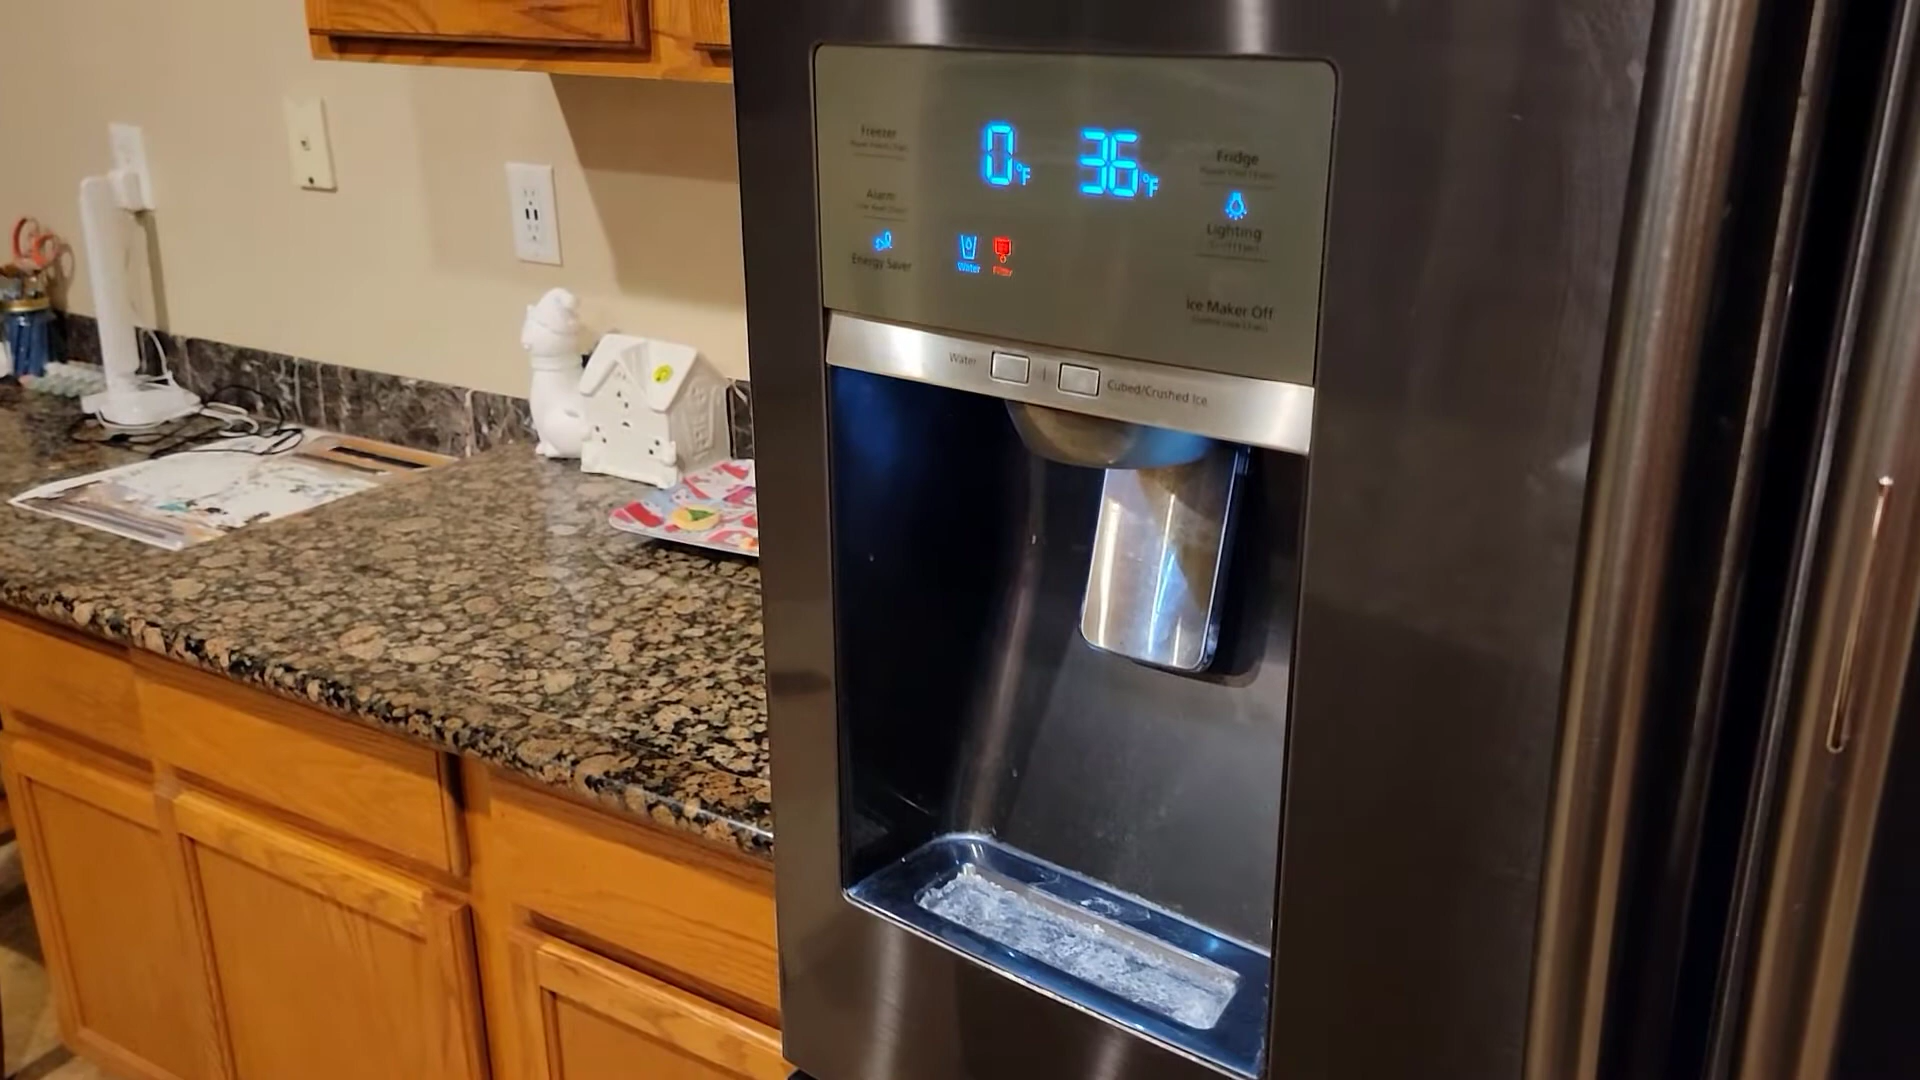 Freezer
0°F
36°F
Fridge
Alarm
Lighting
Energy Saver
Water
Filter
Ice Maker Off
Water
Cubed/Crushed Ice